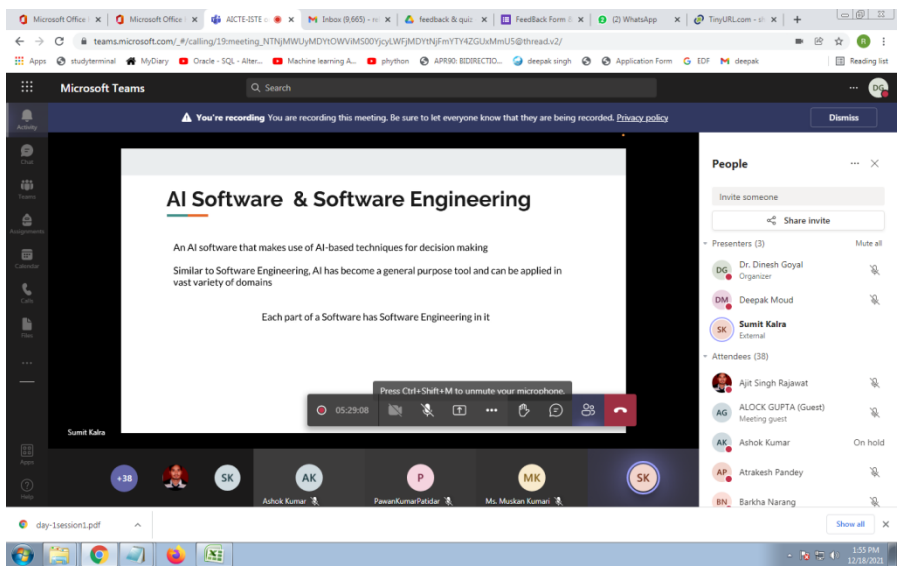 Microsoft Office
Microsoft Office
AICTE-ISTE
Inbox (9,665)
feedback & quiz
FeedBack Form
(2) WhatsApp
TinyURL.com
teams.microsoft.com/_#/calling/19:meeting_NTNjMWUyMDYtOWViMS00YjcyLWFjMDYtNjFmYTY4ZGUxMmU5@thread.v2/
Apps
studyterminal
MyDiary
Oracle - SQL - Alter...
Machine learning A...
phython
APR90: BIDIRECTIO...
deepak singh
Application Form
EDF
deepak
Reading list
Microsoft Teams
Search
DG
You're recording You are recording this meeting. Be sure to let everyone know that they are being recorded. Privacy policy
Dismiss
Activity
Chat
Teams
Assignments
Calendar
Calls
Files
Apps
Help
AI Software & Software Engineering
An AI software that makes use of AI-based techniques for decision making
Similar to Software Engineering, AI has become a general purpose tool and can be applied in
vast variety of domains
Each part of a Software has Software Engineering in it
Press Ctrl+Shift+M to unmute your microphone.
05:29:08
Sumit Kalra
+38
SK
AK
P
MK
SK
Ashok Kumar
PawanKumarPatidar
Ms. Muskan Kumari
People
Invite someone
Share invite
Presenters (3)
Mute all
DG
Dr. Dinesh Goyal
Organizer
DM
Deepak Moud
SK
Sumit Kalra
External
Attendees (38)
Ajit Singh Rajawat
AG
ALOCK GUPTA (Guest)
Meeting guest
AK
Ashok Kumar
On hold
AP
Atrakesh Pandey
BN
Barkha Narang
day-1session1.pdf
Show all
1:55 PM
12/18/2021